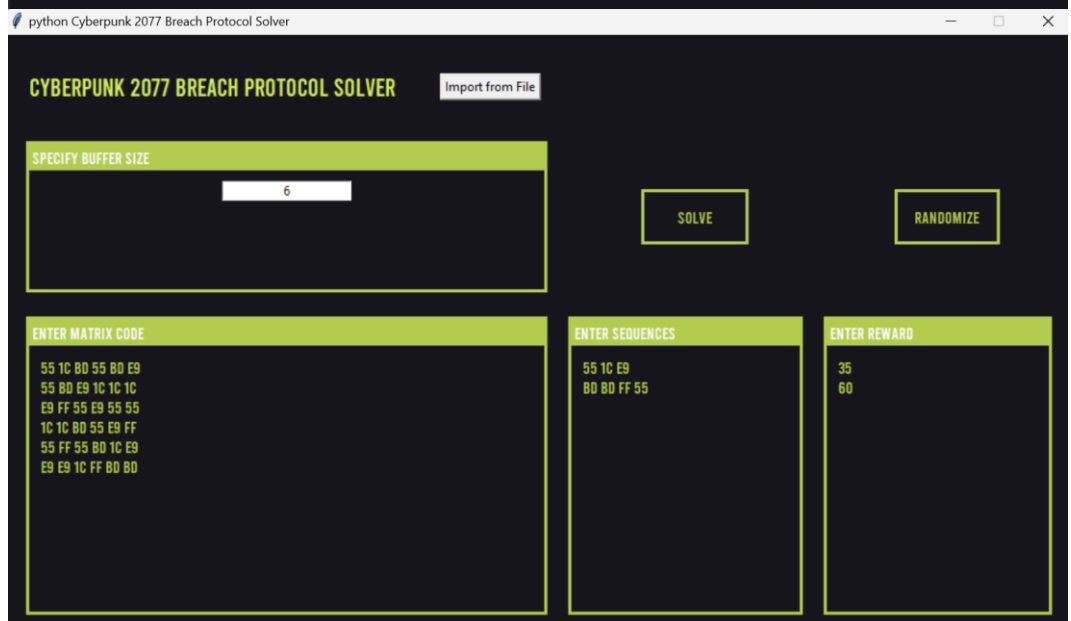 python Cyberpunk 2077 Breach Protocol Solver
CYBERPUNK 2077 BREACH PROTOCOL SOLVER
Import from File
SPECIFY BUFFER SIZE
6
SOLVE
RANDOMIZE
ENTER MATRIX CODE
55 1C BD 55 BD E9
55 BD E9 1C 1C 1C
E9 FF 55 E9 55 55
1C 1C BD 55 E9 FF
55 FF 55 BD 1C E9
E9 E9 1C FF BD BD
ENTER SEQUENCES
55 1C E9
BD BD FF 55
ENTER REWARD
35
60